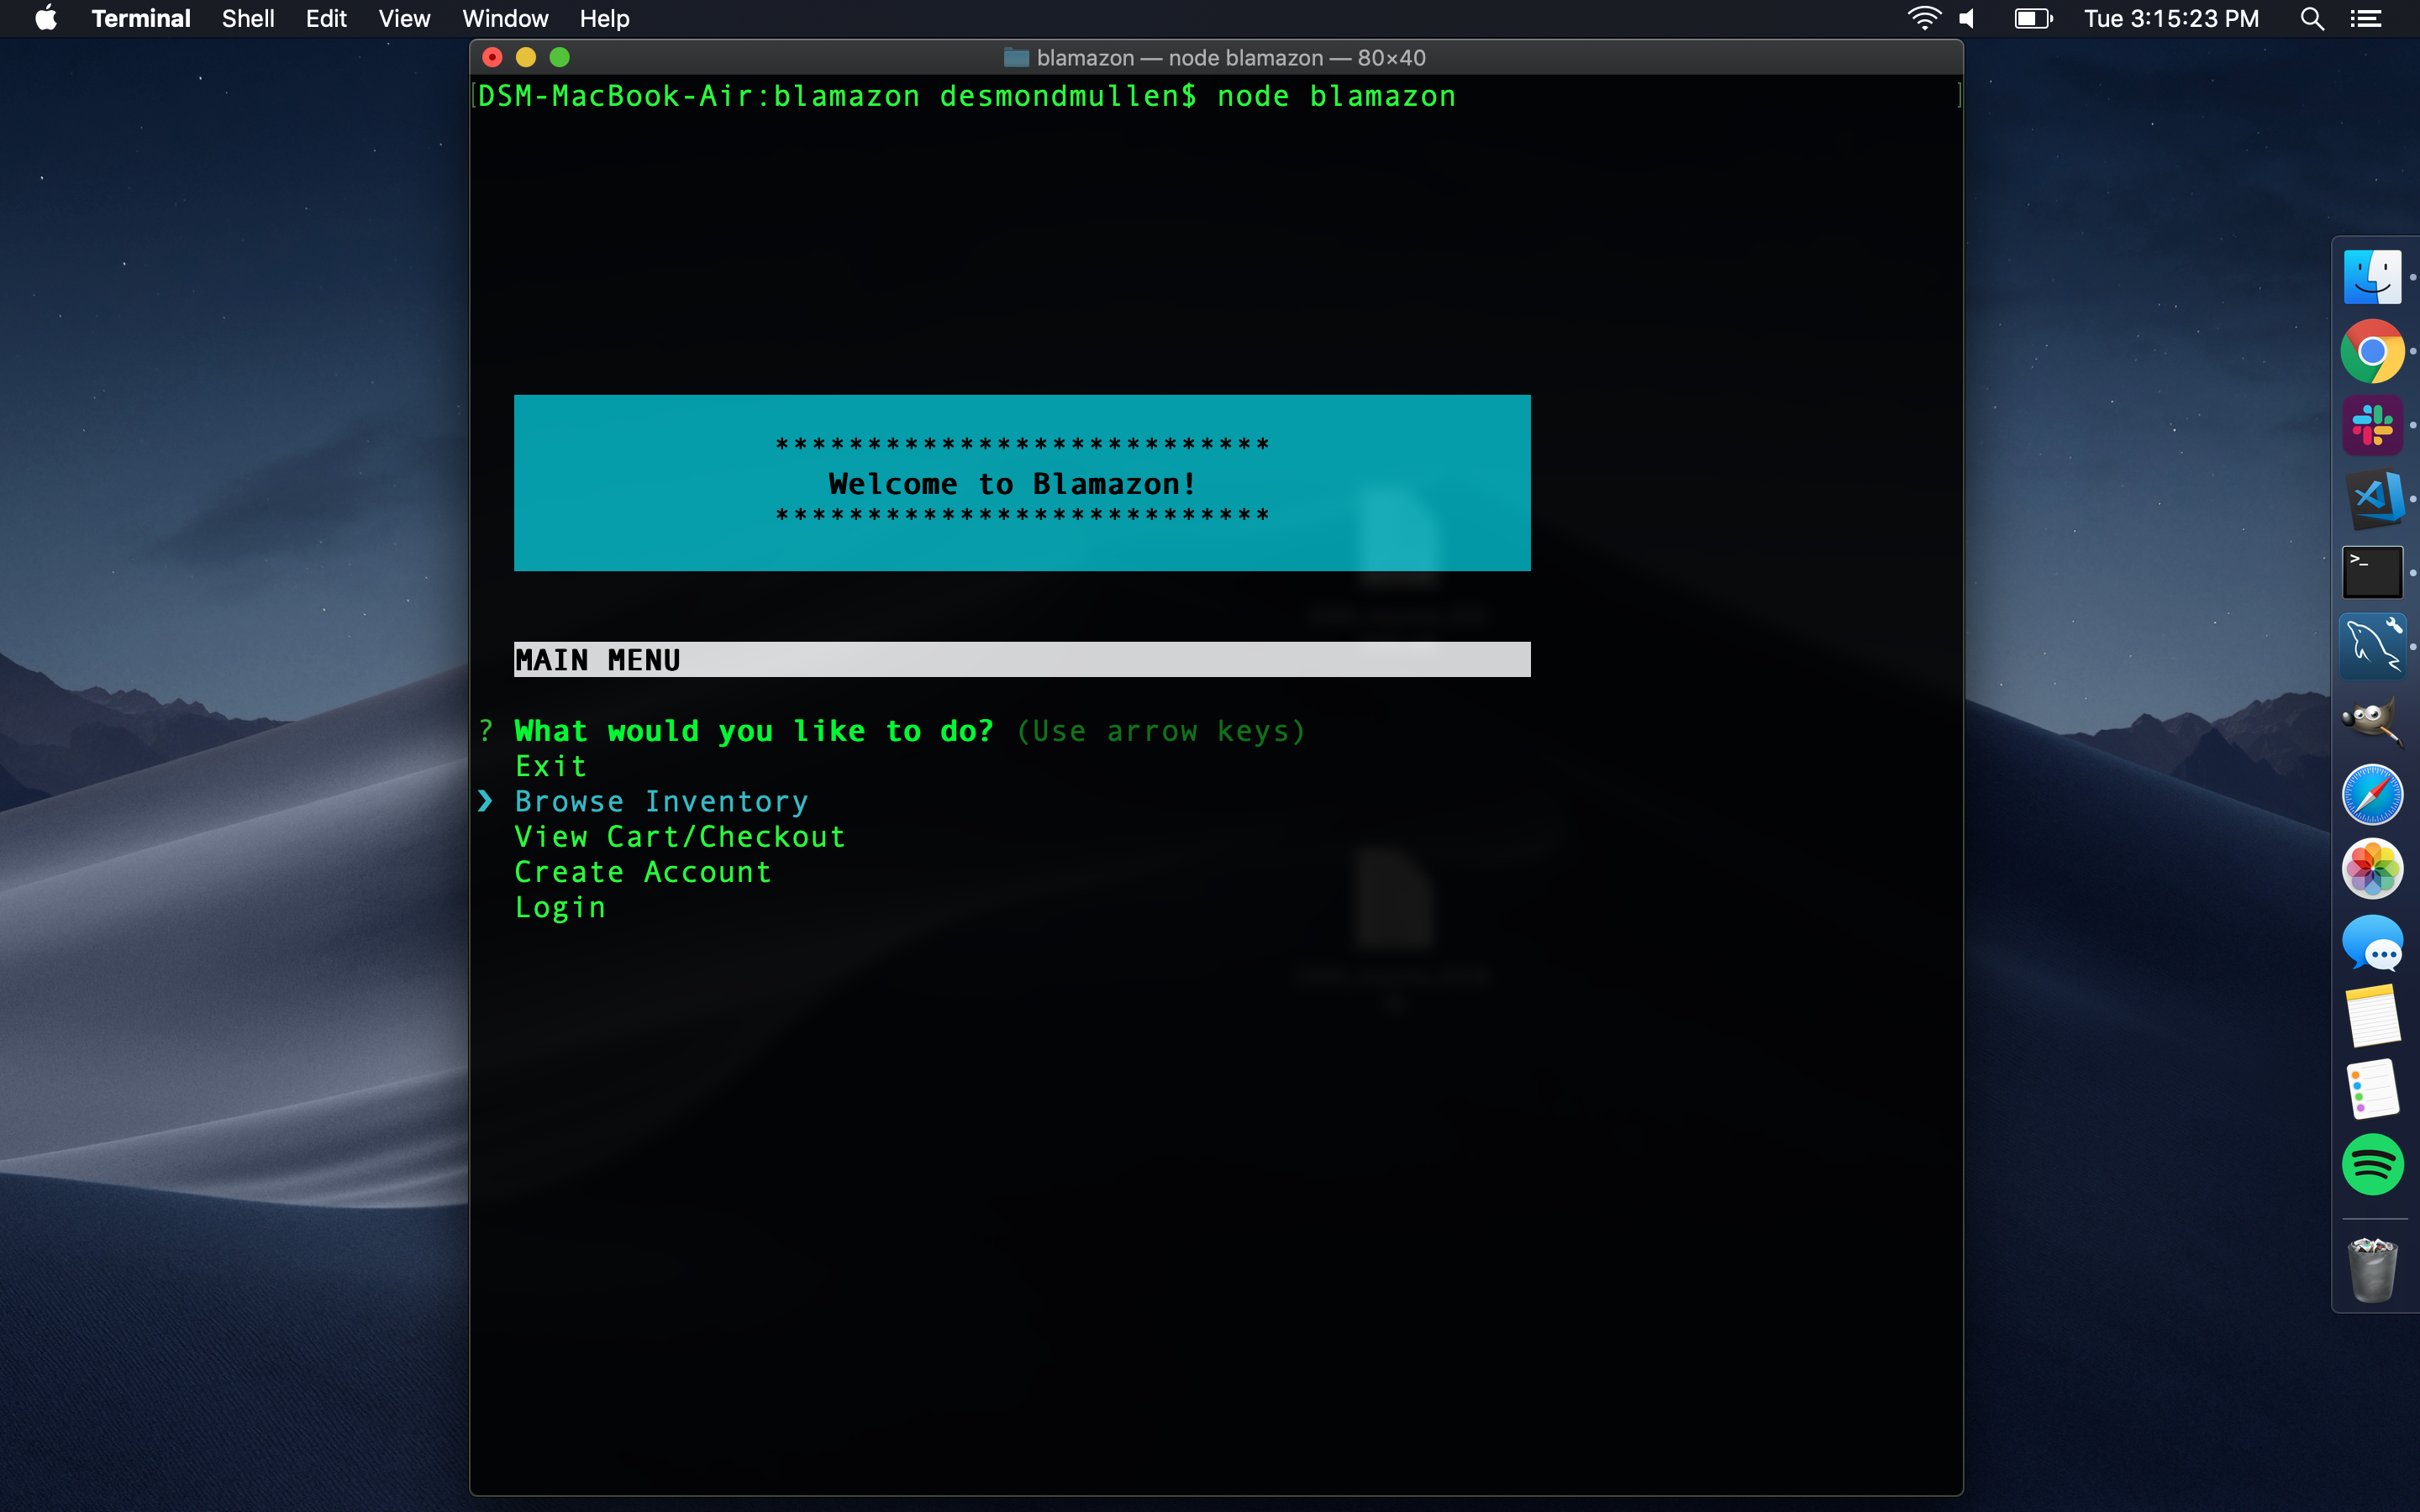 Terminal Shell Edit View Window Help Tue 3:15:23 PM
blamazon — node blamazon — 80×40
[DSM-MacBook-Air:blamazon desmondmullen$ node blamazon ]
***************************
Welcome to Blamazon!
***************************
MAIN MENU
? What would you like to do? (Use arrow keys)
Exit
❯ Browse Inventory
View Cart/Checkout
Create Account
Login
>_